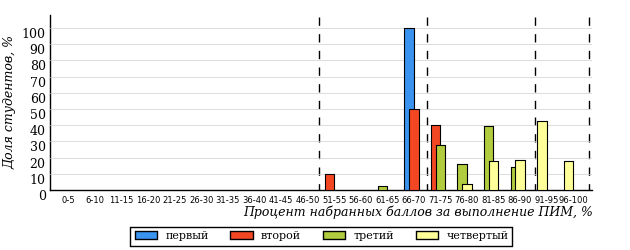 Доля студентов, %
100
90
80
70
60
50
40
30
20
10
0
0-5 6-10 11-15 16-20 21-25 26-30 31-35 36-40 41-45 46-50 51-55 56-60 61-65 66-70 71-75 76-80 81-85 86-90 91-95 96-100
Процент набранных баллов за выполнение ПИМ, %
первый второй третий четвертый